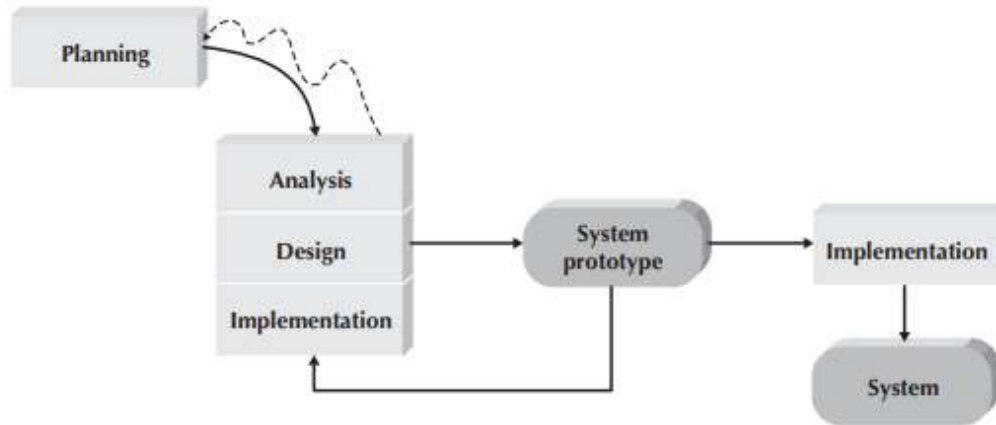 Planning
Analysis
Design
Implementation
System
prototype
Implementation
System